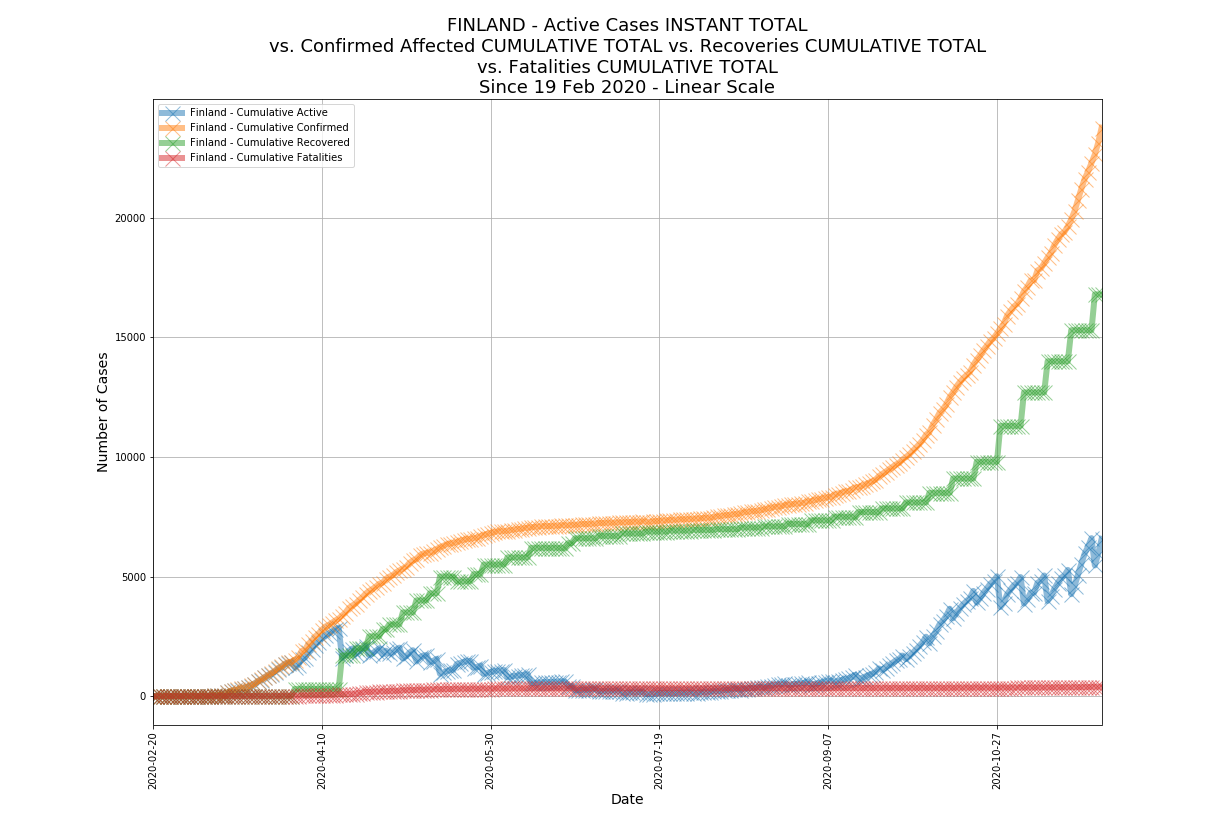 FINLAND - Active Cases INSTANT TOTAL
vs. Confirmed Affected CUMULATIVE TOTAL vs. Recoveries CUMULATIVE TOTAL
vs. Fatalities CUMULATIVE TOTAL
Since 19 Feb 2020 - Linear Scale
Finland - Cumulative Active
Finland - Cumulative Confirmed
Finland - Cumulative Recovered
Finland - Cumulative Fatalities
Number of Cases
20000
15000
10000
5000
0
2020-02-20
2020-04-10
2020-05-30
2020-07-19
2020-09-07
2020-10-27
Date